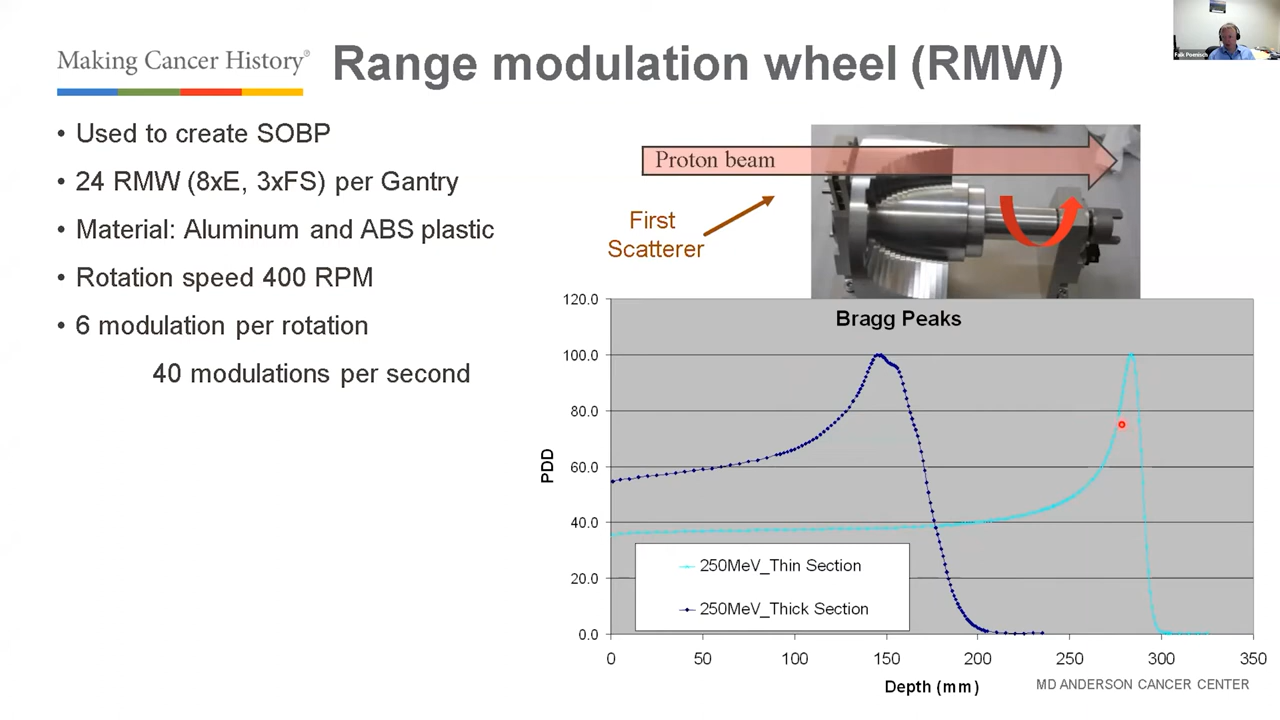 Making Cancer History®
Range modulation wheel (RMW)
Falk Poenisch
• Used to create SOBP
• 24 RMW (8xE, 3xFS) per Gantry
• Material: Aluminum and ABS plastic
• Rotation speed 400 RPM
• 6 modulation per rotation
40 modulations per second
Proton beam
First
Scatterer
Bragg Peaks
120.0
100.0
80.0
60.0
40.0
20.0
0.0
PDD
250MeV_Thin Section
250MeV_Thick Section
0 50 100 150 200 250 300 350
Depth (mm)
MD ANDERSON CANCER CENTER